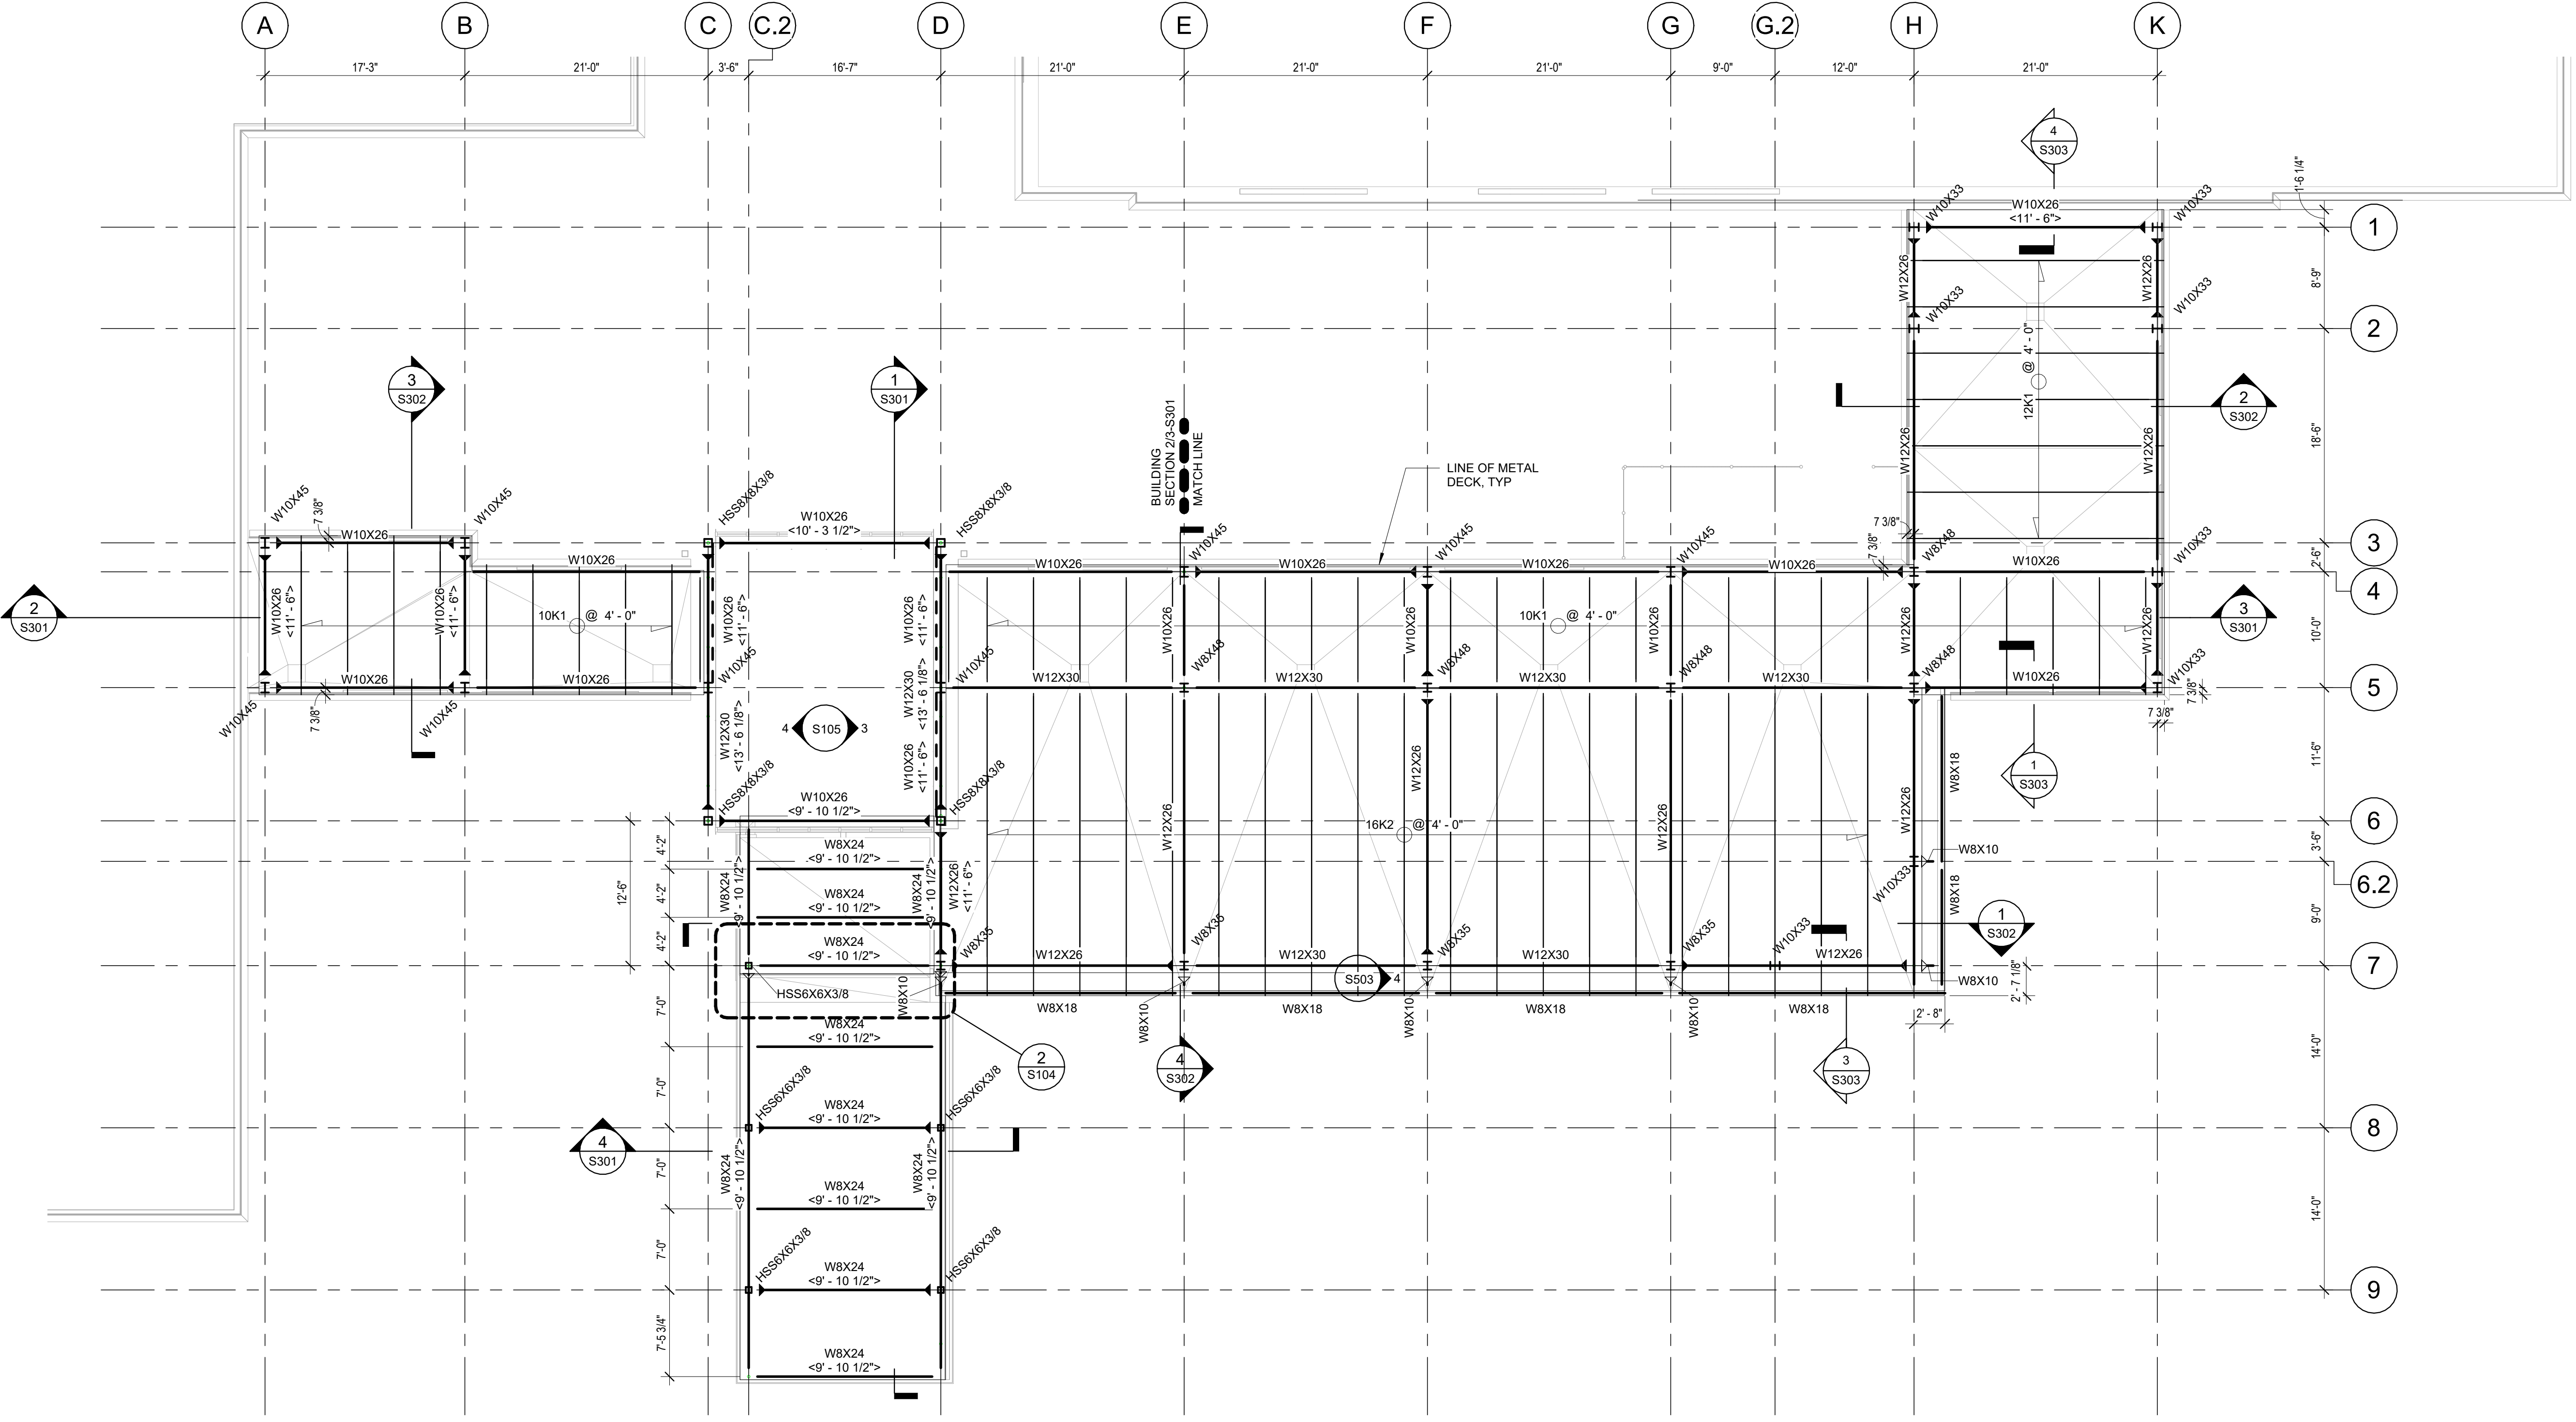 A
B
C
C.2
D
E
F
G
G.2
H
K
17'-3"
21'-0"
3'-6"
16'-7"
21'-0"
21'-0"
21'-0"
9'-0"
12'-0"
21'-0"
4
S303
1'-6 1/4"
W10X33
W10X26
<11' - 6">
W10X33
1
W12X26
W12X26
8'-9"
W10X33
W10X33
2
12K1 @ 4' - 0"
3
S302
1
S301
2
S302
BUILDING
SECTION 2/3-S301
MATCH LINE
LINE OF METAL
DECK, TYP
W12X26
W12X26
18'-6"
W10X45
7 3/8"
W10X26
W10X45
HSS8X8X3/8
W10X26
<10' - 3 1/2">
HSS8X8X3/8
W10X45
W10X45
W10X45
7 3/8"
7 3/8"
W8X48
W10X33
3
2'-6"
W10X26
W10X26
W10X26
W10X26
W10X26
W10X26
4
2
S301
W10X26
<11' - 6">
W10X26
<11' - 6">
10K1 @ 4' - 0"
W10X26
<11' - 6">
W10X26
<11' - 6">
W10X26
W10X26
10K1 @ 4' - 0"
W10X26
W12X26
W12X26
3
S301
10'-0"
W10X45
W10X45
W8X48
W8X48
W8X48
W8X48
W10X33
W10X26
W10X26
W12X30
W12X30
W12X30
W12X30
W10X26
5
W10X45
7 3/8"
W10X45
W12X30
<13' - 6 1/8">
W12X30
<13' - 6 1/8">
7 3/8"
7 3/8"
4
S105
3
W10X26
<11' - 6">
W12X26
W8X18
1
S303
11'-6"
HSS8X8X3/8
W10X26
<9' - 10 1/2">
HSS8X8X3/8
W12X26
16K2 @ 4' - 0"
W12X26
W12X26
6
4'-2"
3'-6"
W8X24
<9' - 10 1/2">
W8X10
12'-6"
4'-2"
W8X24
<9' - 10 1/2">
W8X24
<9' - 10 1/2">
W12X26
<11' - 6">
W10X33
W8X18
6.2
W8X24
<9' - 10 1/2">
1
S302
9'-0"
4'-2"
W8X24
<9' - 10 1/2">
W8X35
W8X35
W8X35
W8X35
W10X33
W12X26
W12X30
W12X30
W12X26
7
HSS6X6X3/8
W8X10
S503
4
W8X10
2' - 7 1/8"
7'-0"
W8X18
W8X10
W8X18
W8X10
W8X18
W8X10
W8X18
2' - 8"
W8X24
<9' - 10 1/2">
2
S104
4
S302
3
S303
14'-0"
7'-0"
HSS6X6X3/8
W8X24
<9' - 10 1/2">
HSS6X6X3/8
8
4
S301
W8X24
<9' - 10 1/2">
W8X24
<9' - 10 1/2">
7'-0"
W8X24
<9' - 10 1/2">
14'-0"
7'-0"
HSS6X6X3/8
W8X24
<9' - 10 1/2">
HSS6X6X3/8
9
7'-5 3/4"
W8X24
<9' - 10 1/2">